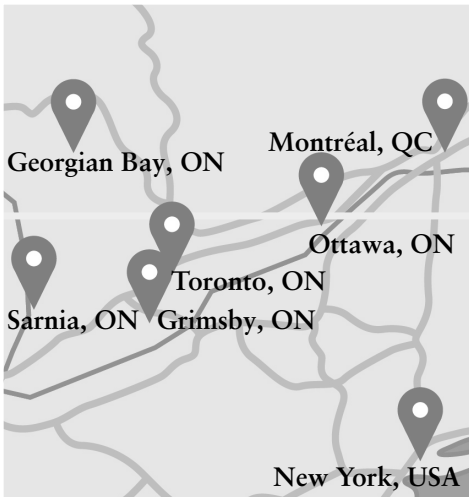 Montréal, QC
Georgian Bay, ON
Ottawa, ON
Toronto, ON
Sarnia, ON
Grimsby, ON
New York, USA